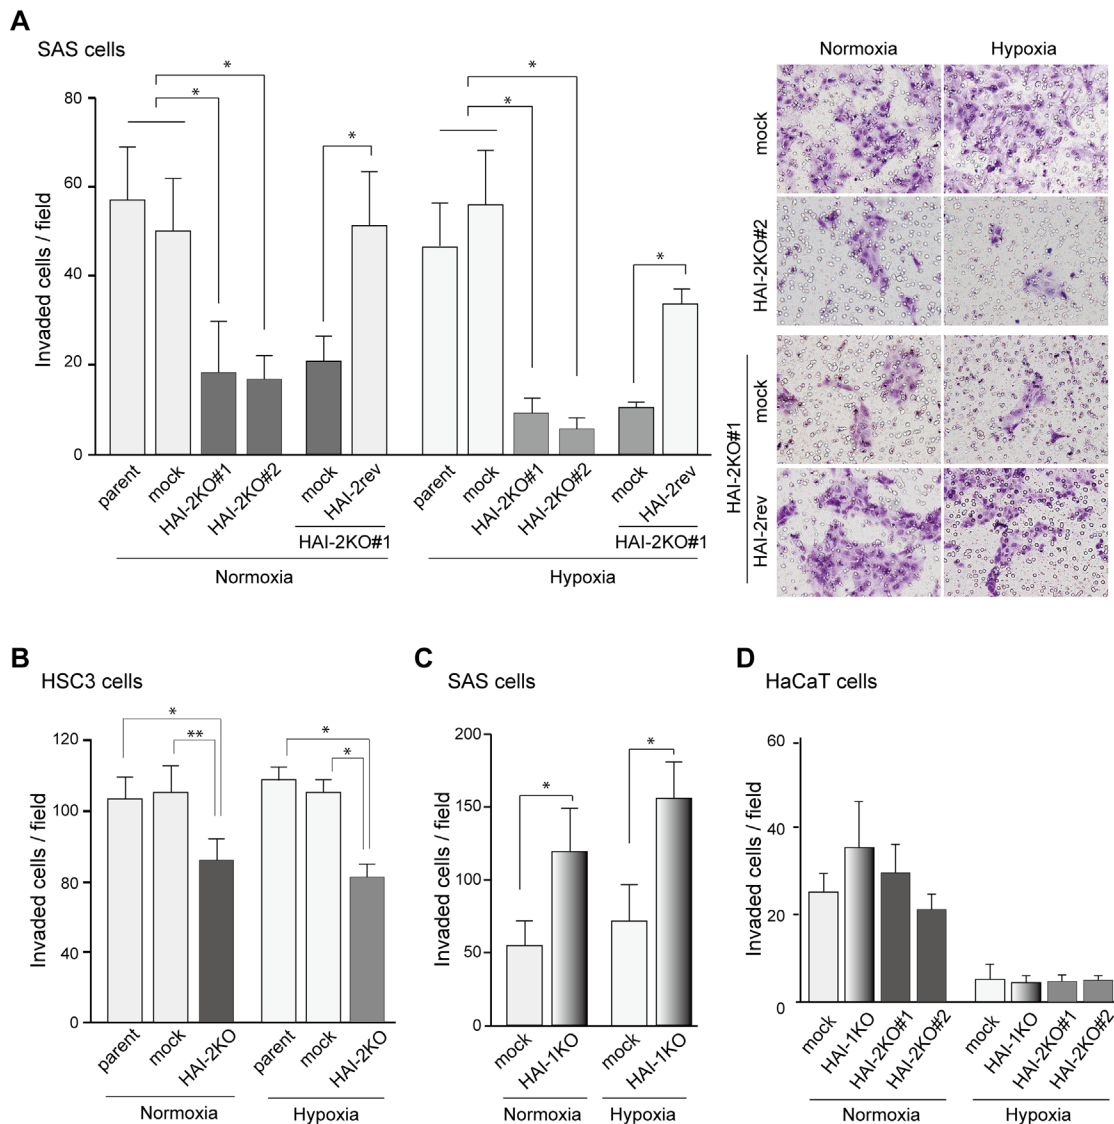 A
SAS cells
Invaded cells / field
80
60
40
20
0
* * * * * *
parent mock HAI-2KO#1 HAI-2KO#2 mock HAI-2rev parent mock HAI-2KO#1 HAI-2KO#2 mock HAI-2rev
HAI-2KO#1 HAI-2KO#1
Normoxia Hypoxia
Normoxia Hypoxia
mock
HAI-2KO#2
HAI-2KO#1
mock
HAI-2rev
B
HSC3 cells
Invaded cells / field
120
100
80
40
0
* ** * *
parent mock HAI-2KO parent mock HAI-2KO
Normoxia Hypoxia
C
SAS cells
Invaded cells / field
200
150
100
50
0
* *
mock HAI-1KO mock HAI-1KO
Normoxia Hypoxia
D
HaCaT cells
Invaded cells / field
60
40
20
0
mock HAI-1KO HAI-2KO#1 HAI-2KO#2 mock HAI-1KO HAI-2KO#1 HAI-2KO#2
Normoxia Hypoxia